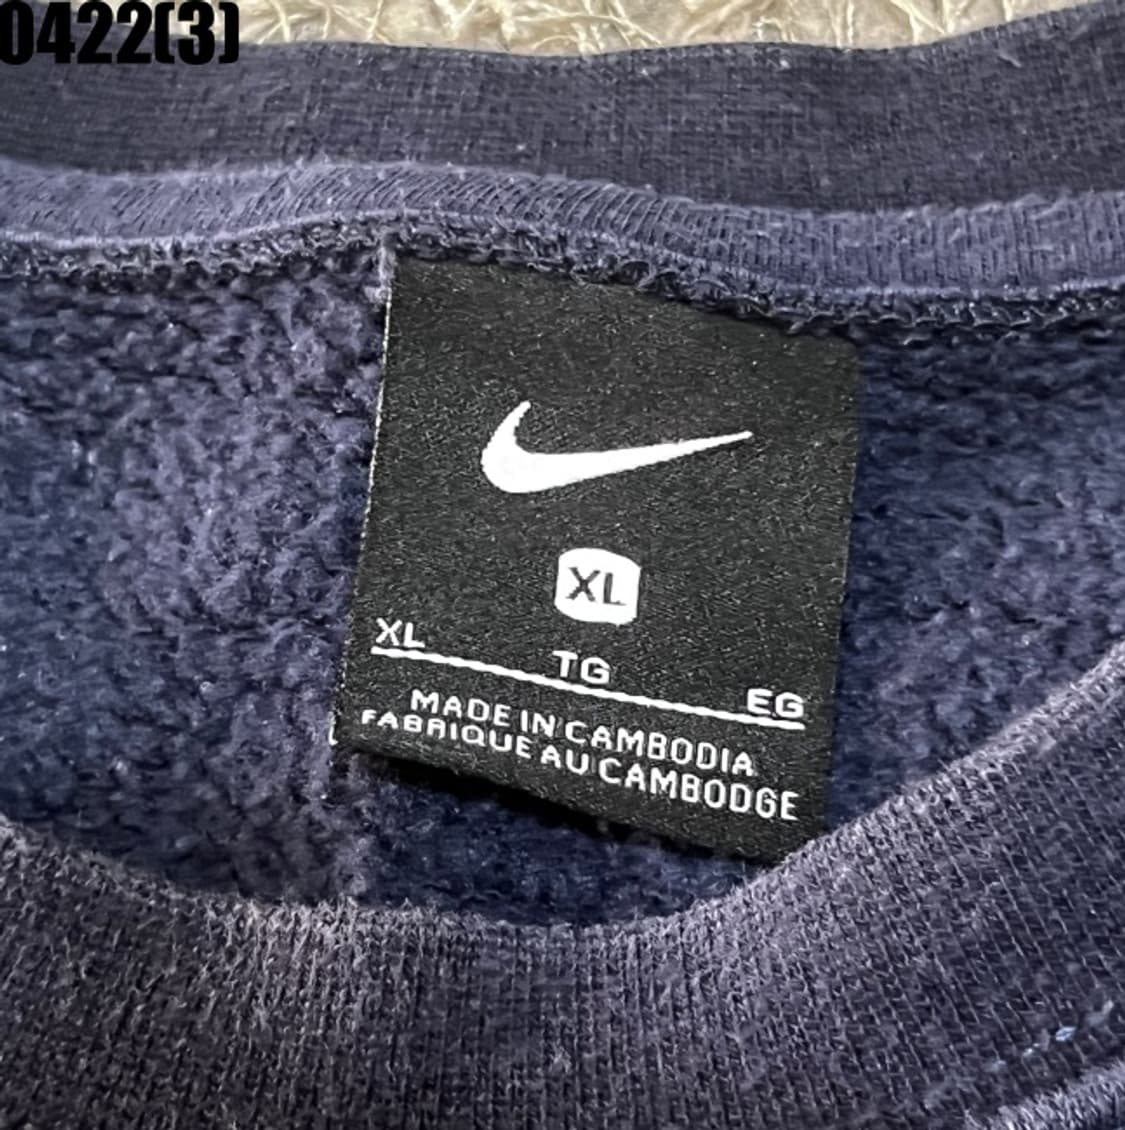 0422(3)
XL
XL TG EG
MADE IN CAMBODIA
FABRIQUE AU CAMBODGE